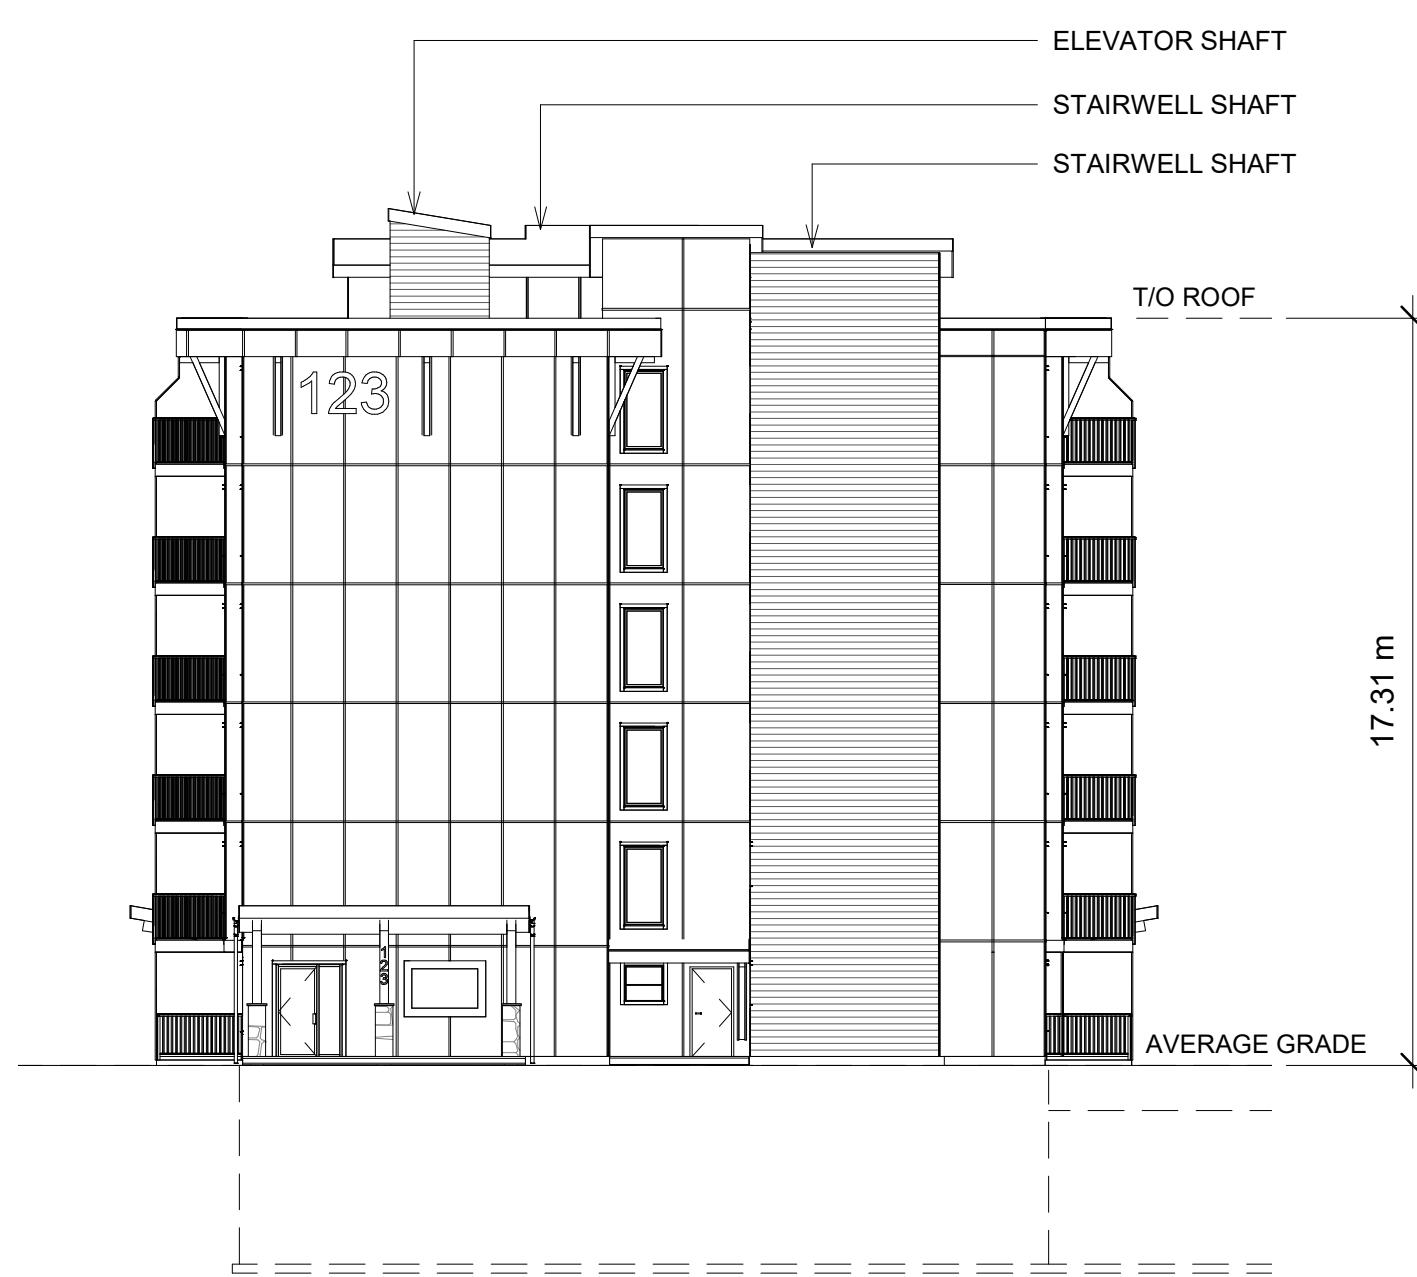 ELEVATOR SHAFT
STAIRWELL SHAFT
STAIRWELL SHAFT
T/O ROOF
123
17.31 m
123
AVERAGE GRADE